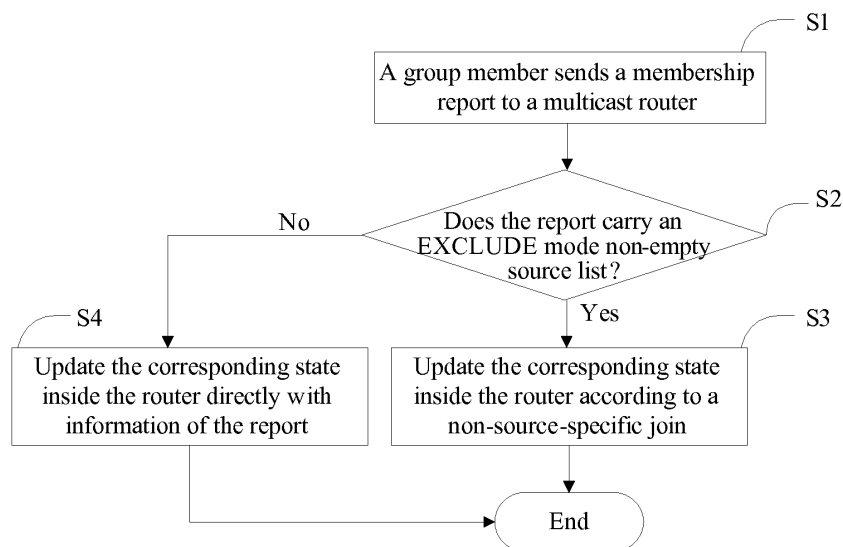 S1
A group member sends a membership
report to a multicast router
S2
Does the report carry an
EXCLUDE mode non-empty
source list?
No
Yes
S4
Update the corresponding state
inside the router directly with
information of the report
S3
Update the corresponding state
inside the router according to a
non-source-specific join
End